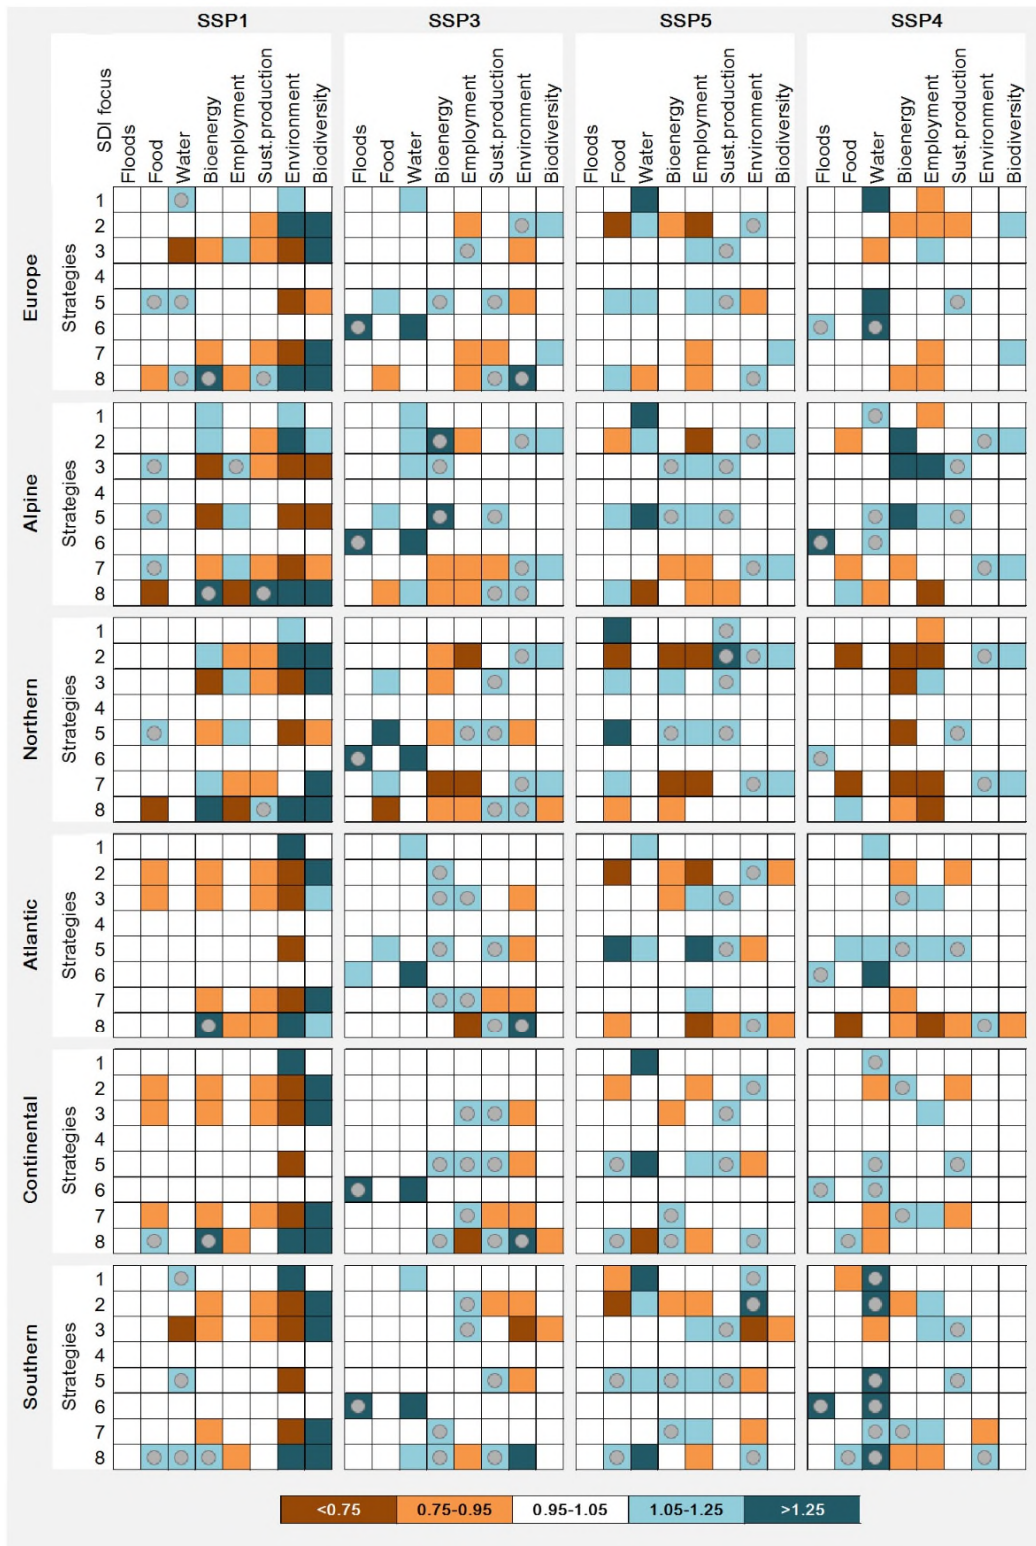 SSP1 SSP3 SSP5 SSP4
SDI focus Floods Food Water Bioenergy Employment Sust.production Environment Biodiversity
Floods Food Water Bioenergy Employment Sust.production Environment Biodiversity
Floods Food Water Bioenergy Employment Sust.production Environment Biodiversity
Floods Food Water Bioenergy Employment Sust.production Environment Biodiversity
Europe
Strategies
1
2
3
4
5
6
7
8
Alpine
Strategies
1
2
3
4
5
6
7
8
Northern
Strategies
1
2
3
4
5
6
7
8
Atlantic
Strategies
1
2
3
4
5
6
7
8
Continental
Strategies
1
2
3
4
5
6
7
8
Southern
Strategies
1
2
3
4
5
6
7
8
<0.75 0.75-0.95 0.95-1.05 1.05-1.25 >1.25